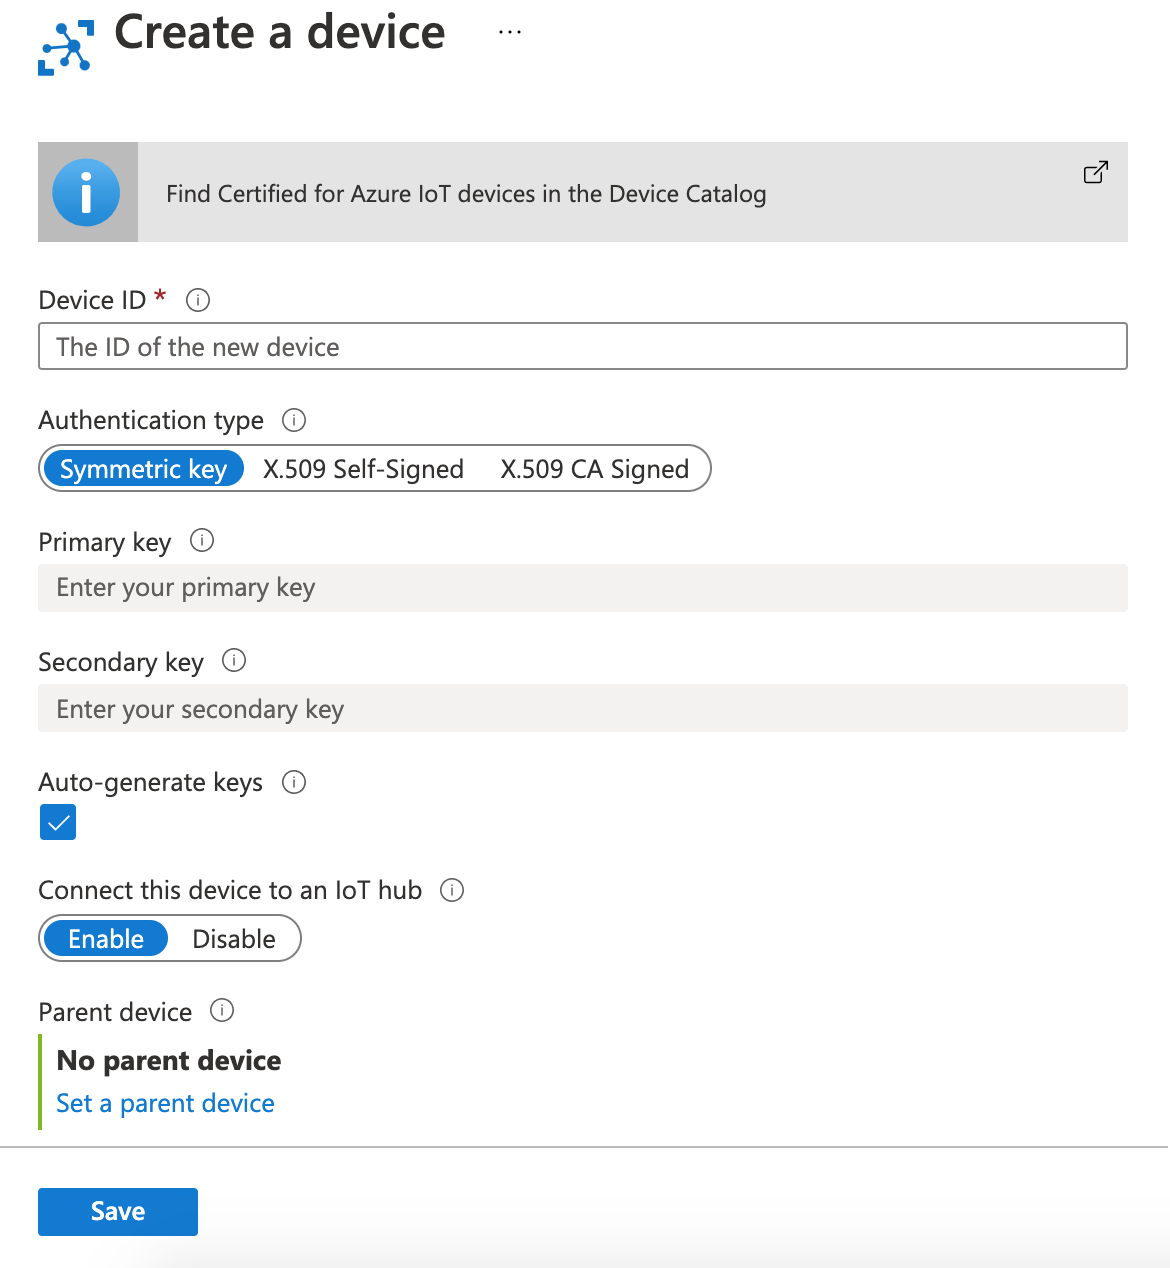 Create a device ...
Find Certified for Azure IoT devices in the Device Catalog
Device ID *
The ID of the new device
Authentication type
Symmetric key X.509 Self-Signed X.509 CA Signed
Primary key
Enter your primary key
Secondary key
Enter your secondary key
Auto-generate keys
Connect this device to an IoT hub
Enable Disable
Parent device
No parent device
Set a parent device
Save